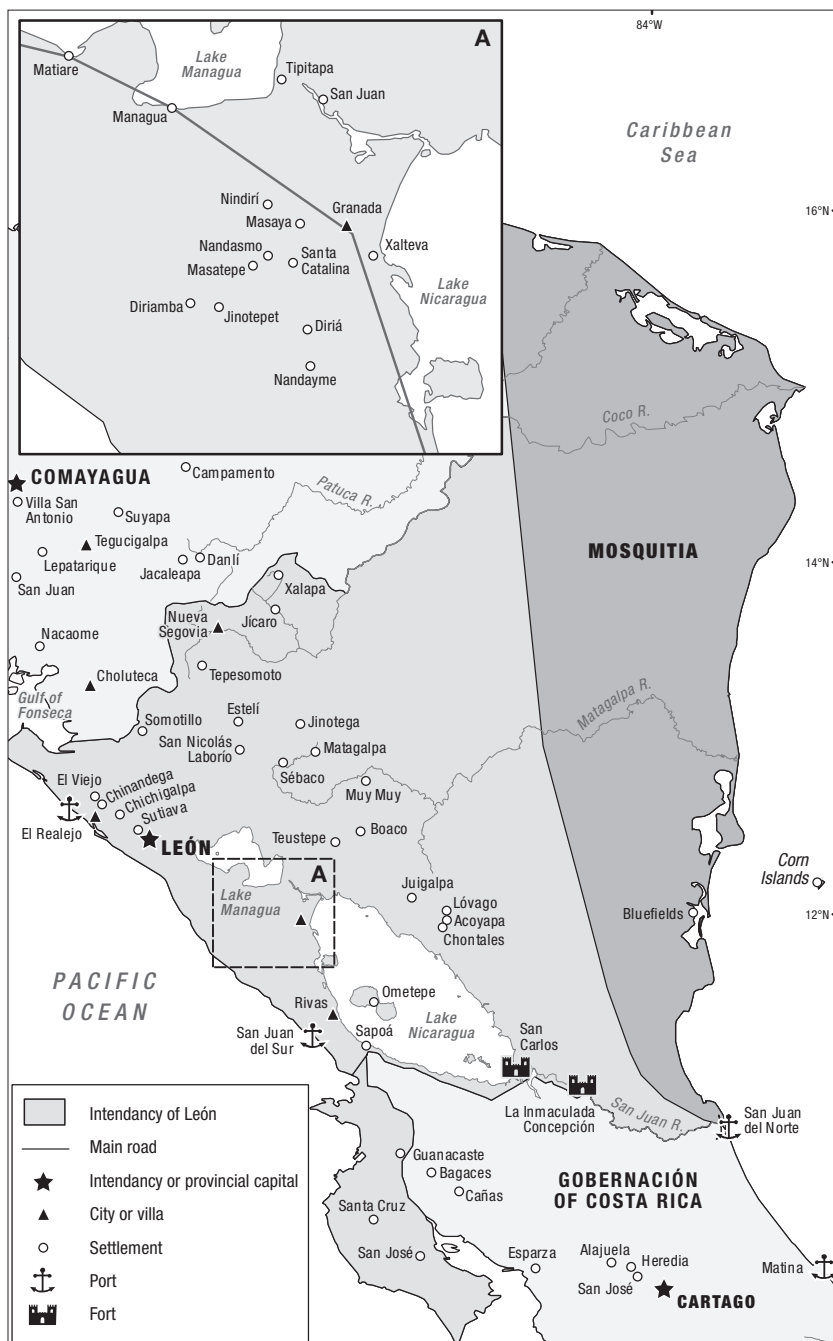 84°W
A
Lake
Managua
Matiare
Tipitapa
San Juan
Managua
Caribbean
Sea
16°N
Nindirí
Granada
Masaya
Nandasmo
Masatepe
Santa
Catalina
Xalteva
Lake
Nicaragua
Diriamba
Jinotepet
Diriá
Nandayme
Coco R.
COMAYAGUA
Campamento
Villa San
Antonio
Suyapa
Patuca R.
Tegucigalpa
Lepatarique
Danlí
Jacaleapa
MOSQUITIA
14°N
San Juan
Xalapa
Nueva
Segovia
Jícaro
Nacaome
Tepesomoto
Choluteca
Gulf of
Fonseca
Matagalpa R.
Somotillo
Estelí
Jinotega
San Nicolás
Laborío
Matagalpa
Sébaco
Muy Muy
El Viejo
Chinandega
Chichigalpa
Sutiava
El Realejo
LEÓN
Boaco
Teustepe
A
Lake
Managua
Juigalpa
Lóvago
Acoyapa
Chontales
Corn
Islands
Bluefields
12°N
PACIFIC
OCEAN
Ometepe
Rivas
Lake
Nicaragua
San Juan
del Sur
Sapoá
San
Carlos
La Inmaculada
Concepción
San Juan R.
San Juan
del Norte
Guanacaste
Bagaces
Cañas
GOBERNACIÓN
OF COSTA RICA
Santa Cruz
San José
Esparza
Alajuela
Heredia
San José
CARTAGO
Matina
Intendancy of León
Main road
Intendancy or provincial capital
City or villa
Settlement
Port
Fort